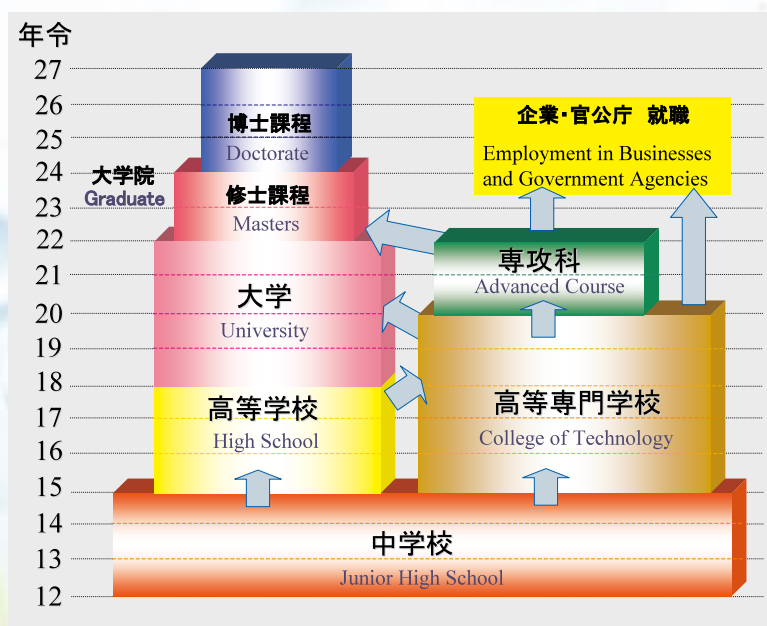 年令
27
26
25
24
23
22
21
20
19
18
17
16
15
14
13
12
博士課程
Doctorate
大学院
Graduate
修士課程
Masters
大学
University
高等学校
High School
企業・官公庁 就職
Employment in Businesses
and Government Agencies
専攻科
Advanced Course
高等専門学校
College of Technology
中学校
Junior High School